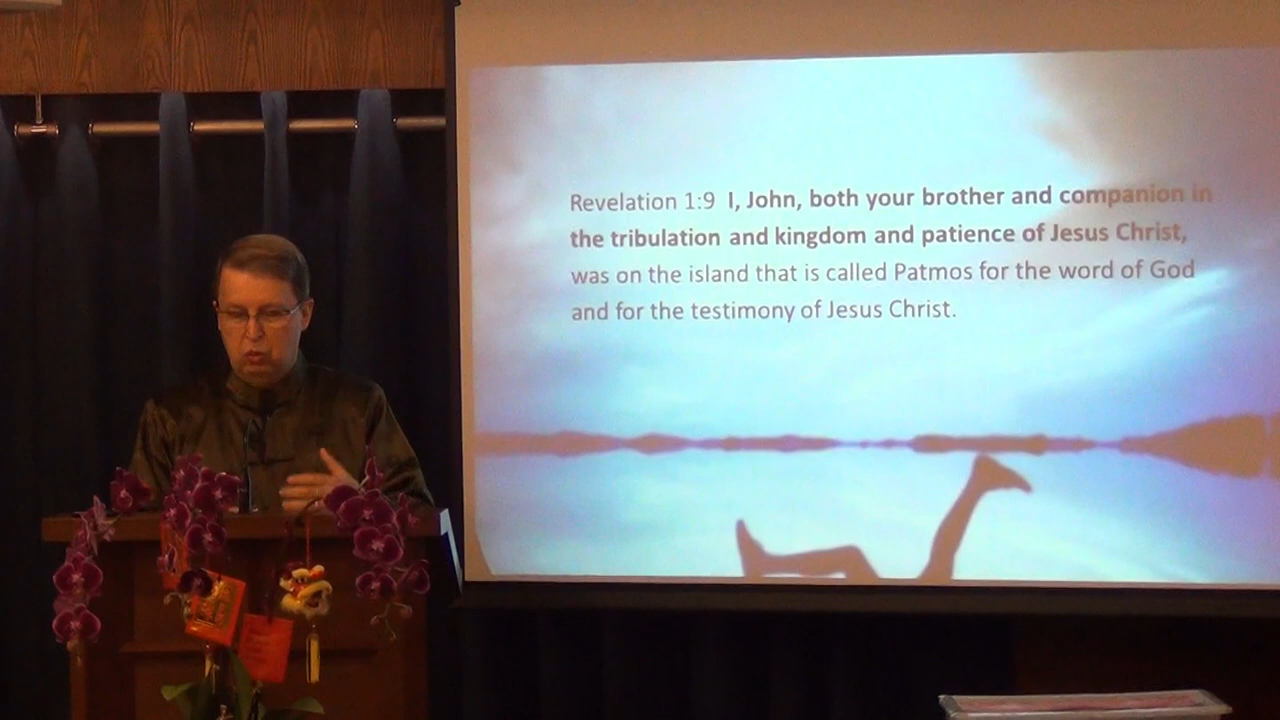 Revelation 1:9 I, John, both your brother and companion in
the tribulation and kingdom and patience of Jesus Christ,
was on the island that is called Patmos for the word of God
and for the testimony of Jesus Christ.